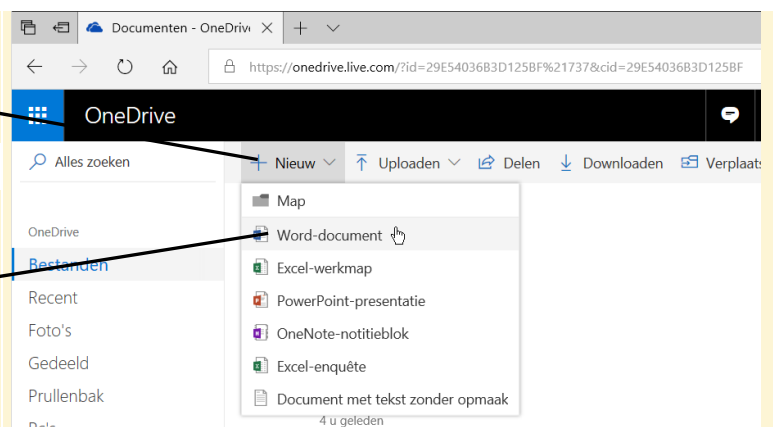 Documenten - OneDriv
https://onedrive.live.com/?id=29E54036B3D125BF%21737&cid=29E54036B3D125BF
OneDrive
Alles zoeken
Nieuw Uploaden Delen Downloaden Verplaats
Map
OneDrive
Word-document
Bestanden
Excel-werkmap
Recent
PowerPoint-presentatie
Foto's
OneNote-notitieblok
Gedeeld
Excel-enquête
Prullenbak
Document met tekst zonder opmaak
4 u geleden
Pc's